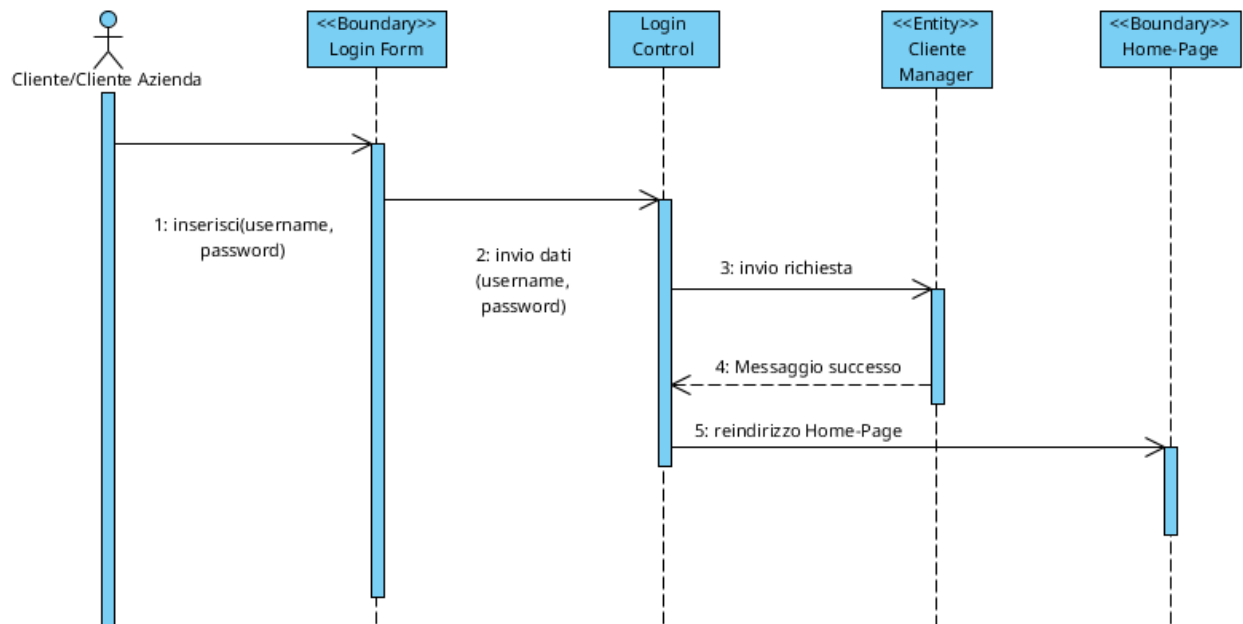 <<Boundary>>
Login Form
Login
Control
<<Entity>>
Cliente
Manager
<<Boundary>>
Home-Page
Cliente/Cliente Azienda
1: inserisci(username,
password)
2: invio dati
(username,
password)
3: invio richiesta
4: Messaggio successo
5: reindirizzo Home-Page